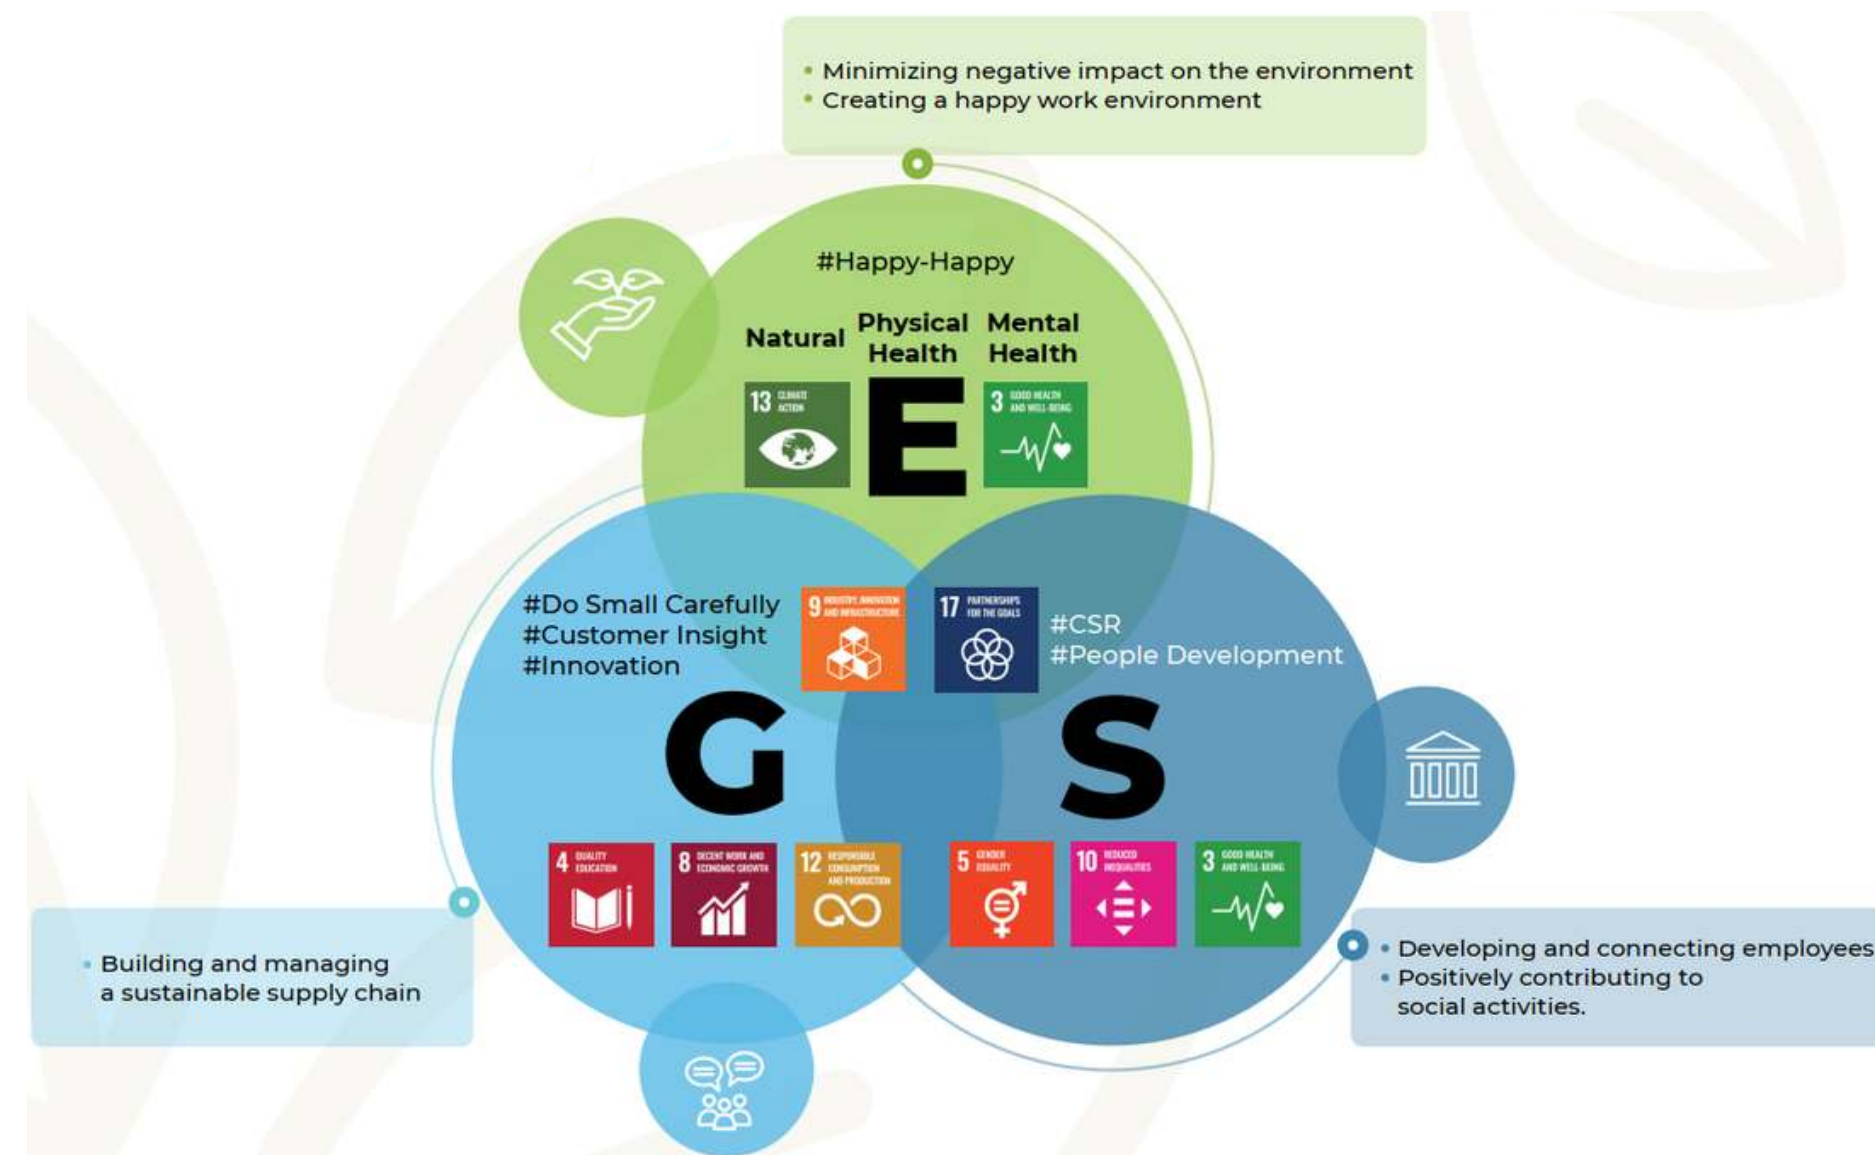 • Minimizing negative impact on the environment
• Creating a happy work environment
#Happy-Happy
Natural
Physical
Health
Mental
Health
13 CLIMATE
ACTION
E
3 GOOD HEALTH
AND WELL-BEING
#Do Small Carefully
#Customer Insight
#Innovation
9 INDUSTRY, INNOVATION
AND INFRASTRUCTURE
17 PARTNERSHIPS
FOR THE GOALS
#CSR
#People Development
G
S
4 QUALITY
EDUCATION
8 DECENT WORK AND
ECONOMIC GROWTH
12 RESPONSIBLE
CONSUMPTION
AND PRODUCTION
5 GENDER
EQUALITY
10 REDUCED
INEQUALITIES
3 GOOD HEALTH
AND WELL-BEING
• Building and managing
a sustainable supply chain
• Developing and connecting employees
• Positively contributing to
social activities.